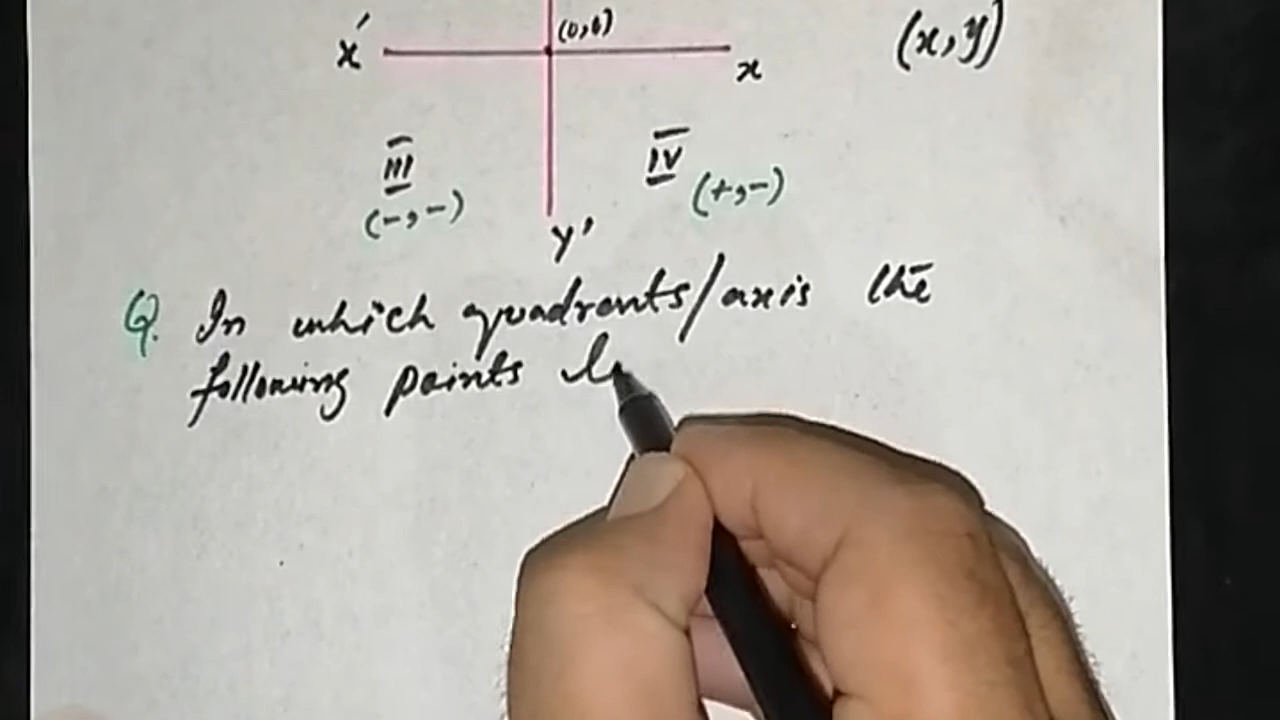 (0,0)
x' x (x,y)
III IV
(-,-) (+,-)
y'
Q. In which quadrants/axis the
following points